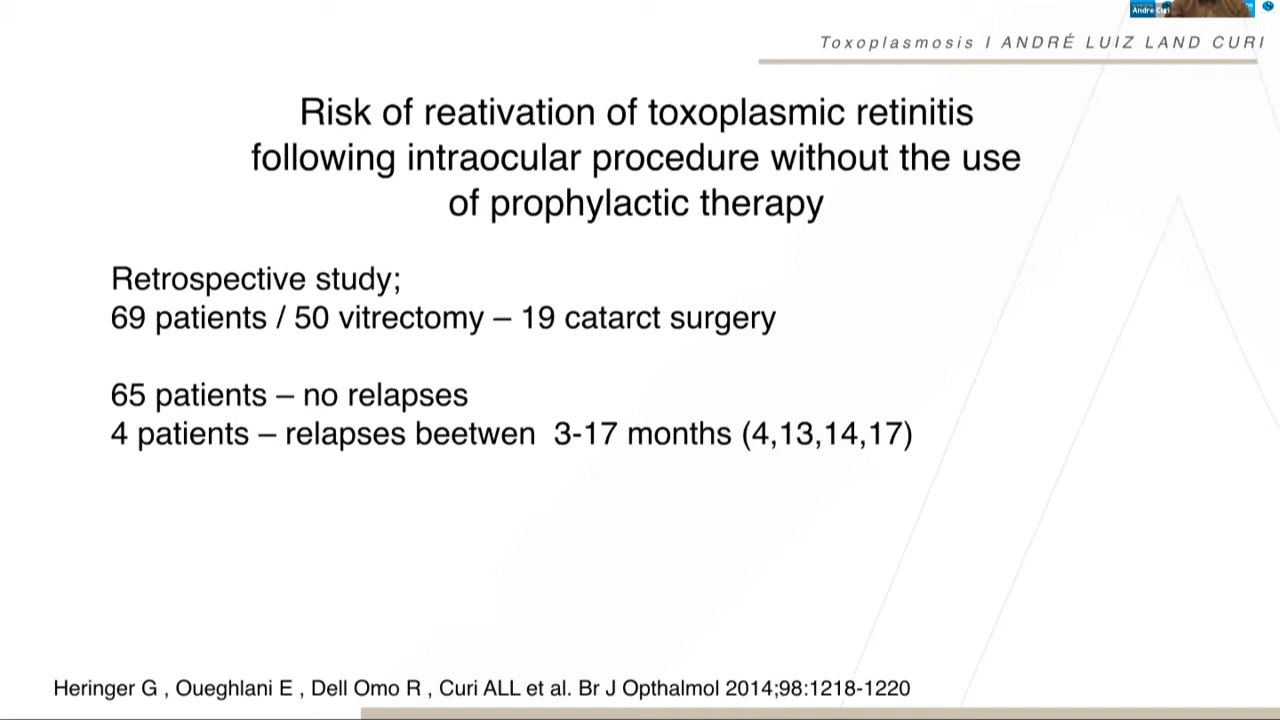 Andre Curi
Toxoplasmosis I ANDRÉ LUIZ LAND CURI
Risk of reativation of toxoplasmic retinitis
following intraocular procedure without the use
of prophylactic therapy
Retrospective study;
69 patients / 50 vitrectomy – 19 catarct surgery
65 patients – no relapses
4 patients – relapses beetwen 3-17 months (4,13,14,17)
Heringer G , Oueghlani E , Dell Omo R , Curi ALL et al. Br J Opthalmol 2014;98:1218-1220